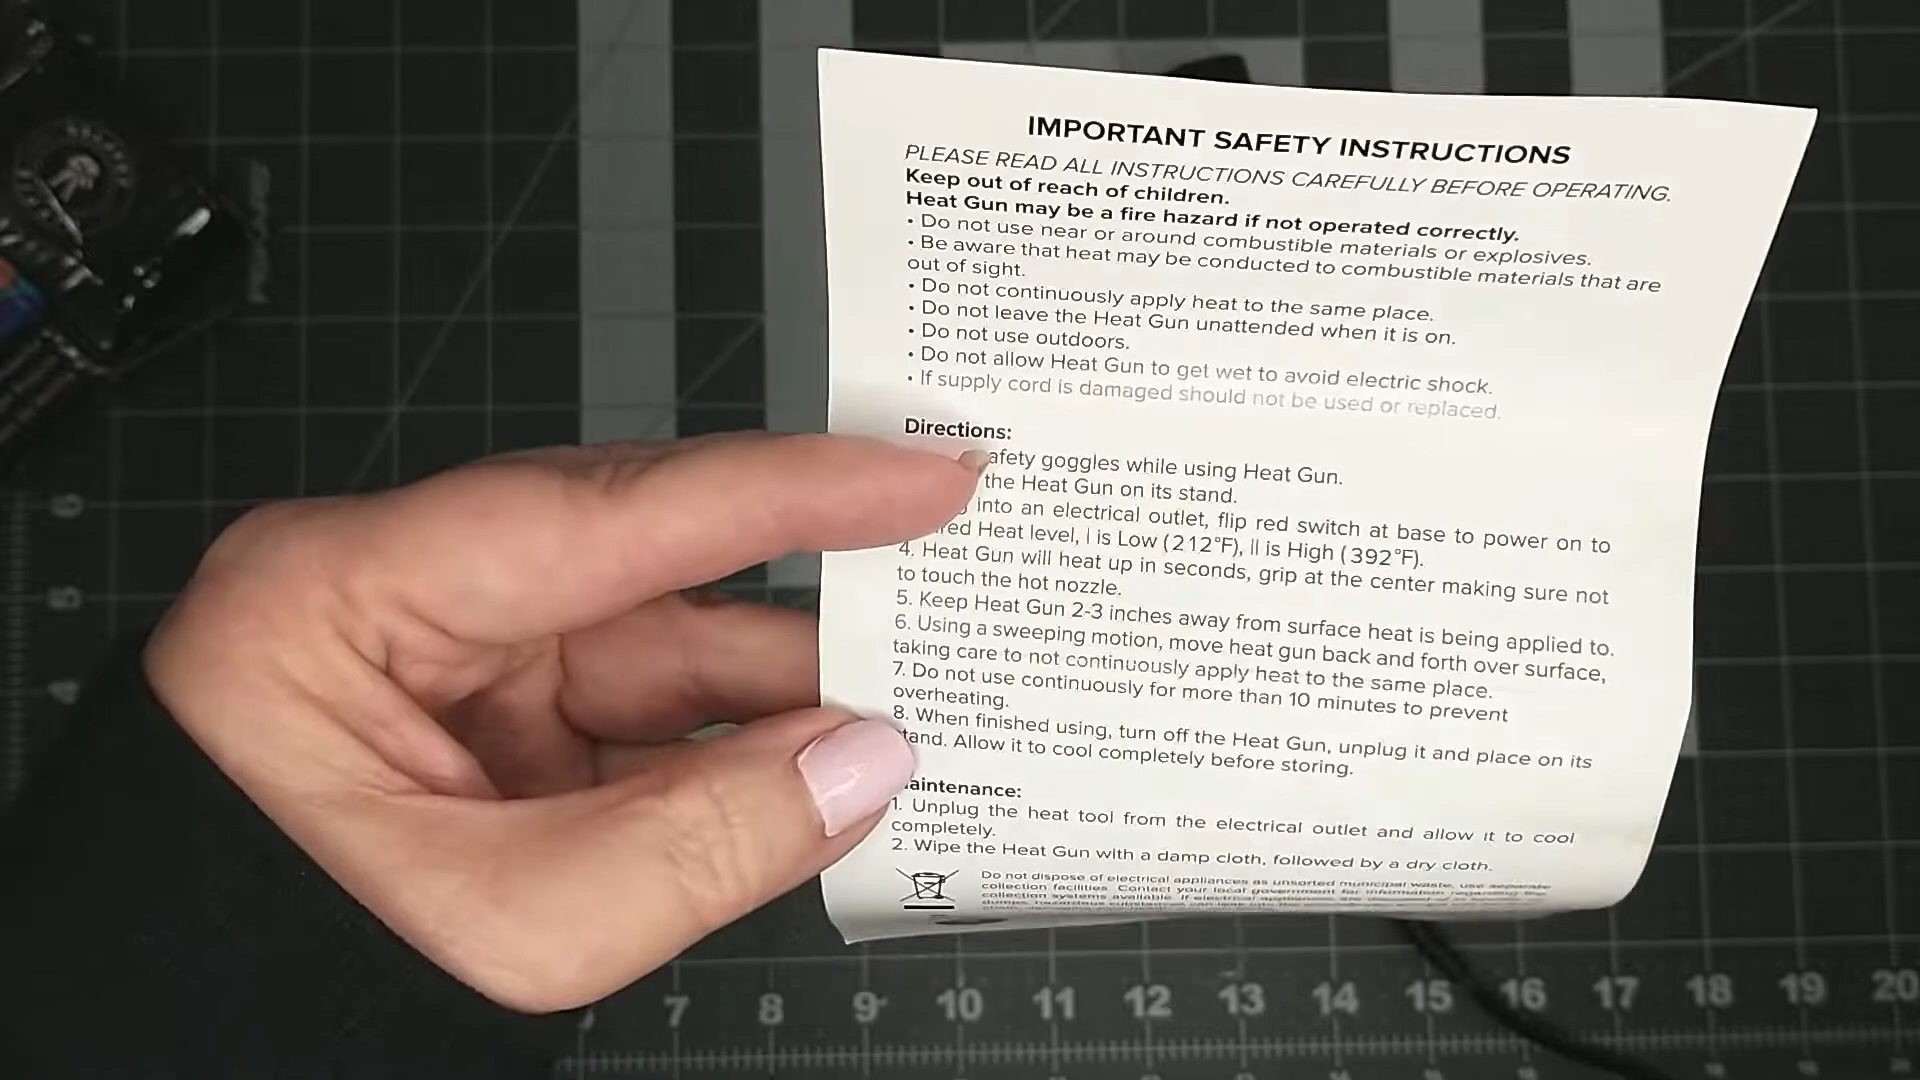 IMPORTANT SAFETY INSTRUCTIONS
PLEASE READ ALL INSTRUCTIONS CAREFULLY BEFORE OPERATING.
Keep out of reach of children.
Heat Gun may be a fire hazard if not operated correctly.
• Do not use near or around combustible materials or explosives.
• Be aware that heat may be conducted to combustible materials that are
out of sight.
• Do not continuously apply heat to the same place.
• Do not leave the Heat Gun unattended when it is on.
• Do not use outdoors.
• Do not allow Heat Gun to get wet to avoid electric shock.
• If supply cord is damaged should not be used or replaced.
Directions:
afety goggles while using Heat Gun.
the Heat Gun on its stand.
into an electrical outlet, flip red switch at base to power on to
red Heat level, I is Low (212°F), II is High (392°F).
4. Heat Gun will heat up in seconds, grip at the center making sure not
to touch the hot nozzle.
5. Keep Heat Gun 2-3 inches away from surface heat is being applied to.
6. Using a sweeping motion, move heat gun back and forth over surface,
taking care to not continuously apply heat to the same place.
7. Do not use continuously for more than 10 minutes to prevent
overheating.
8. When finished using, turn off the Heat Gun, unplug it and place on its
tand. Allow it to cool completely before storing.
aintenance:
1. Unplug the heat tool from the electrical outlet and allow it to cool
completely.
2. Wipe the Heat Gun with a damp cloth, followed by a dry cloth.
Do not dispose of electrical appliances as unsorted municipal waste, use separate
collection facilities. Contact your local government for information regarding the
collection systems available. If electrical appliances are
6
5
4
7 8 9 10 11 12 13 14 15 16 17 18 19 20